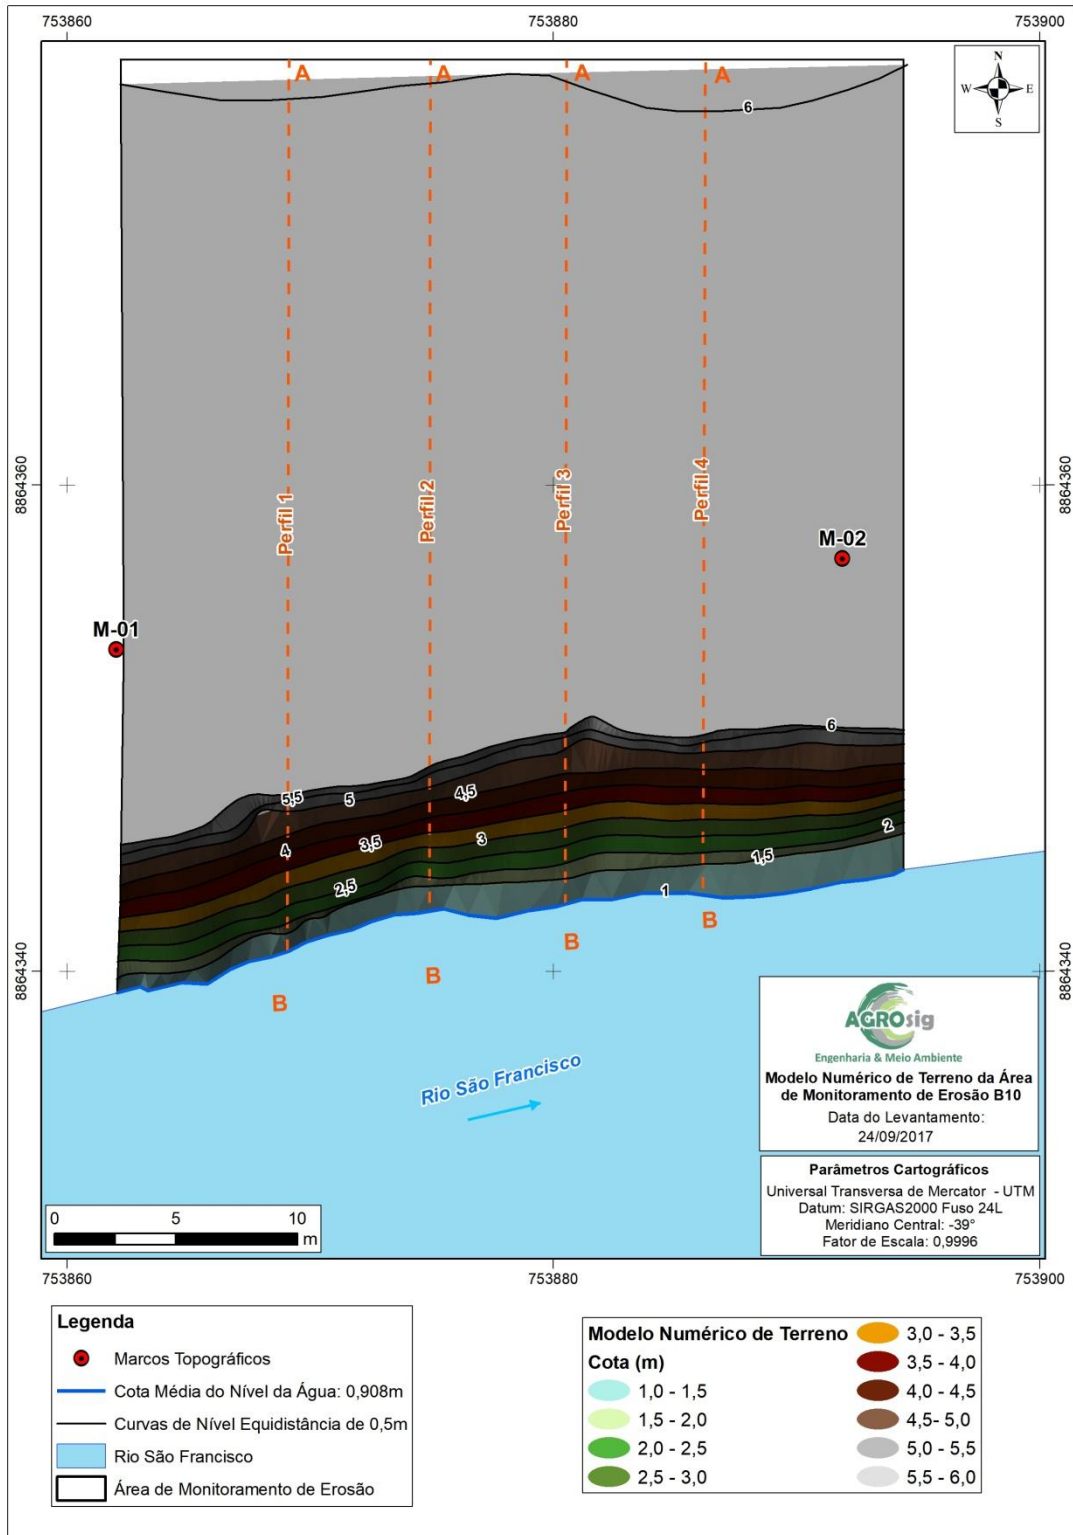 753860 753880 753900
A A A A
N
W E
S
6
8864360 8864360
Perfil 1 Perfil 2 Perfil 3 Perfil 4
M-02
M-01
6
5,5 5 4,5
4 3,5 3 2
2,5 1,5
1
B
B
B
B
8864340 8864340
Rio São Francisco
AGROsig
Engenharia & Meio Ambiente
Modelo Numérico de Terreno da Área
de Monitoramento de Erosão B10
Data do Levantamento:
24/09/2017
Parâmetros Cartográficos
Universal Transversa de Mercator - UTM
Datum: SIRGAS2000 Fuso 24L
Meridiano Central: -39°
Fator de Escala: 0,9996
0 5 10
m
753860 753880 753900
Legenda
Marcos Topográficos
Cota Média do Nível da Água: 0,908m
Curvas de Nível Equidistância de 0,5m
Rio São Francisco
Área de Monitoramento de Erosão
Modelo Numérico de Terreno
Cota (m)
1,0 - 1,5
1,5 - 2,0
2,0 - 2,5
2,5 - 3,0
3,0 - 3,5
3,5 - 4,0
4,0 - 4,5
4,5- 5,0
5,0 - 5,5
5,5 - 6,0